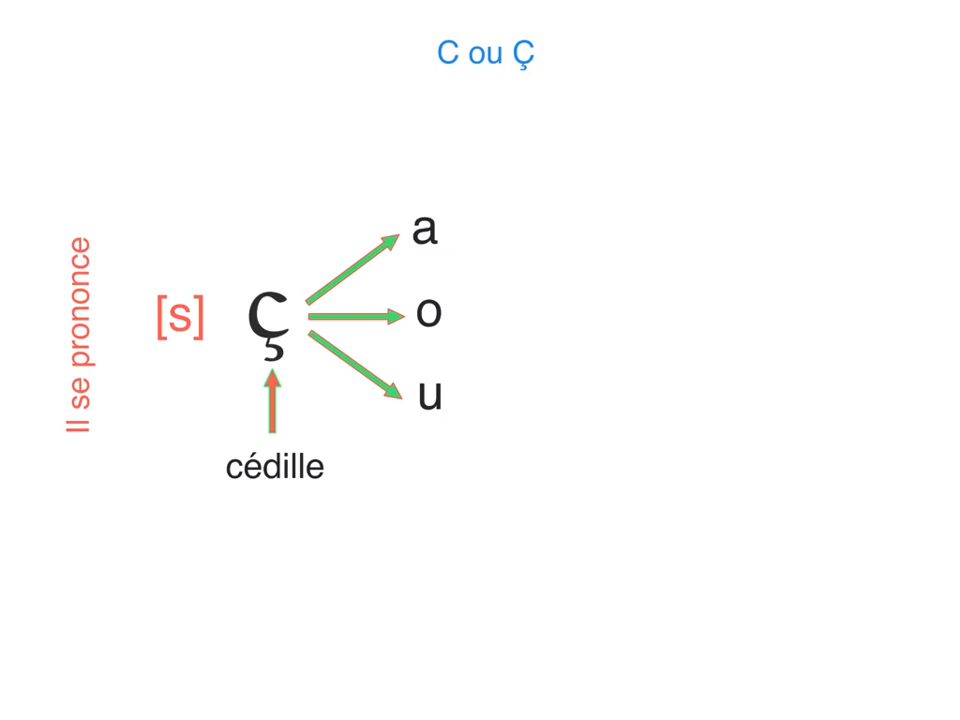 C ou Ç
Il se prononce
[s]
Ç
a
o
u
cédille